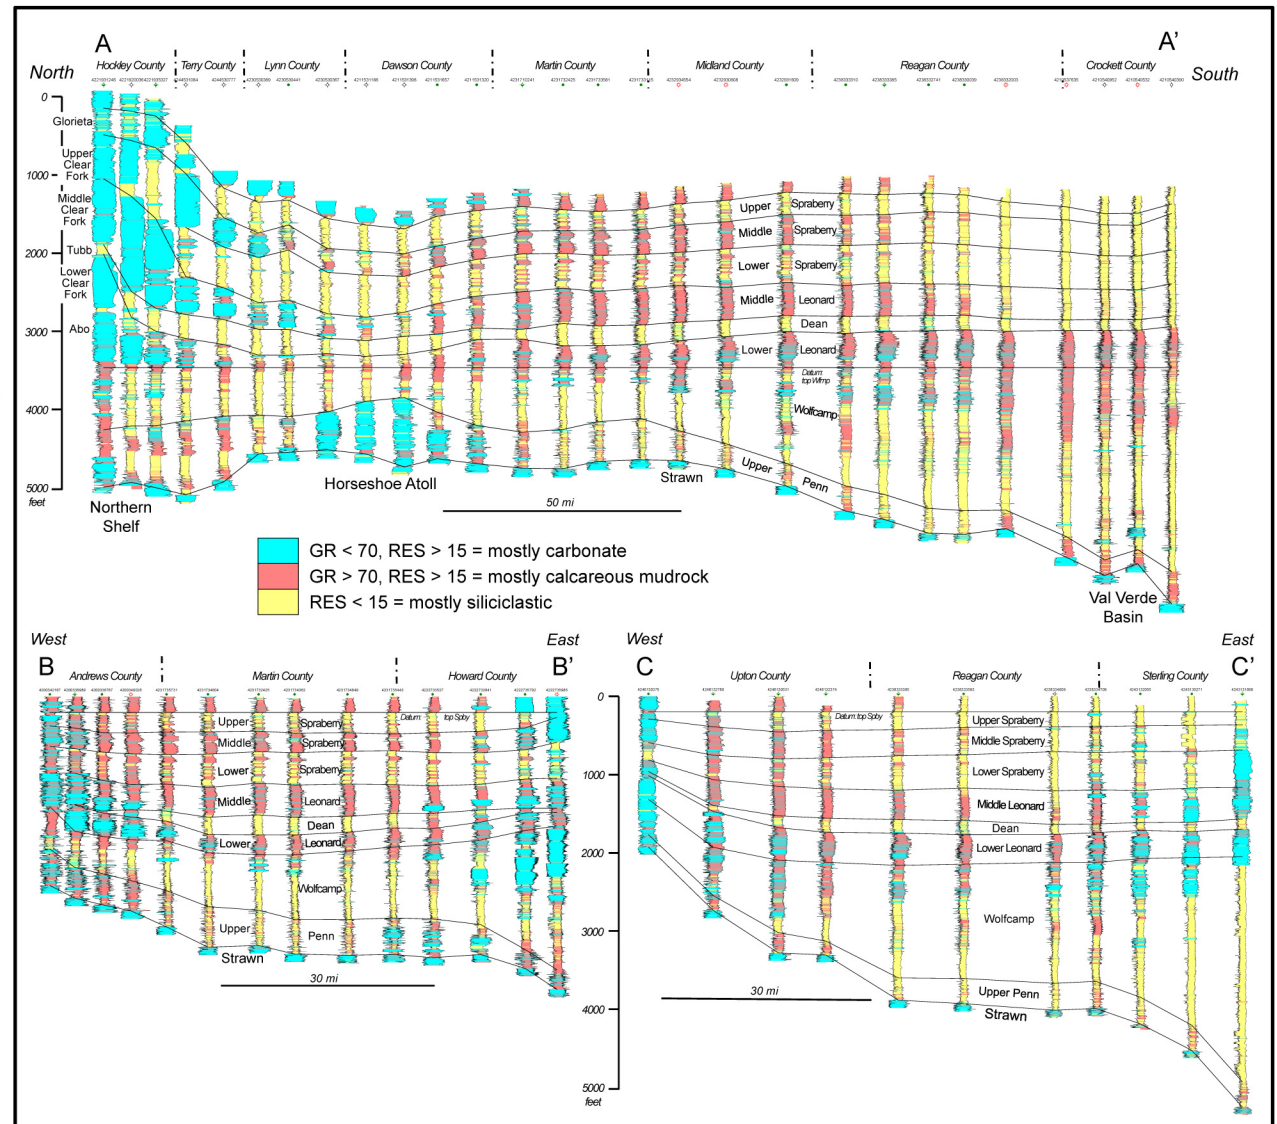 A
A'
Hockley County
Terry County
Lynn County
Dawson County
Martin County
Midland County
Reagan County
Crockett County
North
South
0
Glorieta
Upper
Clear
Fork
1000
Middle
Clear
Fork
Tubb
2000
Lower
Clear
Fork
Abo
3000
4000
5000
feet
Upper Spraberry
Middle Spraberry
Lower Spraberry
Middle Leonard
Dean
Lower Leonard
Datum:
top Wfmp
Wolfcamp
Upper Penn
Strawn
Horseshoe Atoll
Northern
Shelf
50 mi
Val Verde
Basin
GR < 70, RES > 15 = mostly carbonate
GR > 70, RES > 15 = mostly calcareous mudrock
RES < 15 = mostly siliciclastic
West
East
B
B'
Andrews County
Martin County
Howard County
Datum: top Spby
Upper Spraberry
Middle Spraberry
Lower Spraberry
Middle Leonard
Dean
Lower Leonard
Wolfcamp
Upper Penn
Strawn
30 mi
West
East
C
C'
Upton County
Reagan County
Sterling County
0
1000
2000
3000
4000
5000
feet
Datum: top Spby
Upper Spraberry
Middle Spraberry
Lower Spraberry
Middle Leonard
Dean
Lower Leonard
Wolfcamp
Upper Penn
Strawn
30 mi